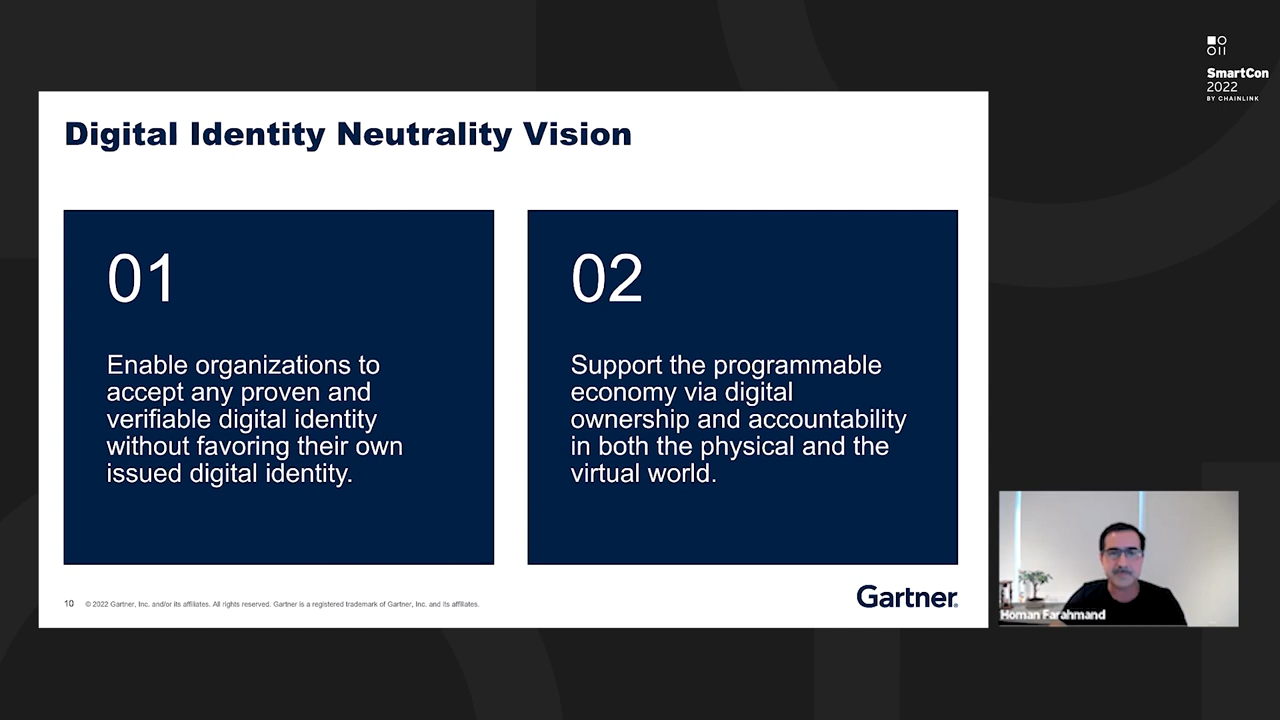 SmartCon
2022
BY CHAINLINK
Digital Identity Neutrality Vision
01
Enable organizations to
accept any proven and
verifiable digital identity
without favoring their own
issued digital identity.
02
Support the programmable
economy via digital
ownership and accountability
in both the physical and the
virtual world.
10 © 2022 Gartner, Inc. and/or its affiliates. All rights reserved. Gartner is a registered trademark of Gartner, Inc. and its affiliates.
Gartner®
Homan Farahmand